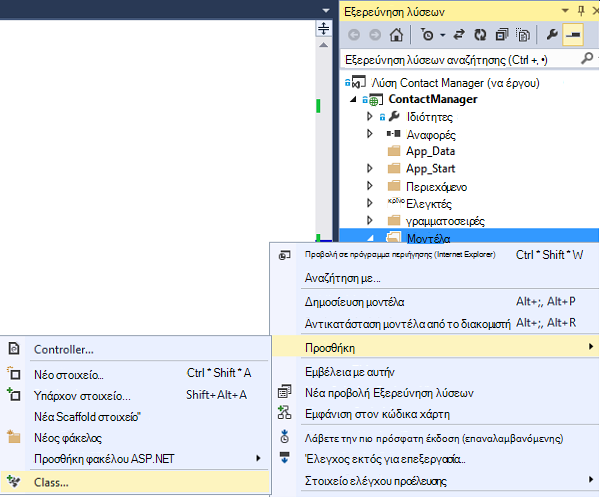 Εξερεύνηση λύσεων
Εξερεύνηση λύσεων αναζήτησης (Ctrl +, •)
Λύση Contact Manager (να έργου)
ContactManager
Ιδιότητες
Αναφορές
App_Data
App_Start
Περιεχόμενο
Ελεγκτές
γραμματοσειρές
Μοντέλα
Προβολή σε πρόγραμμα περιήγησης (Internet Explorer) Ctrl * Shift * W
Αναζήτηση με...
Δημοσίευση μοντέλα Alt+;, Alt+P
Αντικατάσταση μοντέλα από το διακομιστή Alt+;, Alt+R
Προσθήκη
Εμβέλεια με αυτήν
Νέα προβολή Εξερεύνηση λύσεων
Εμφάνιση στον κώδικα χάρτη
Λάβετε την πιο πρόσφατη έκδοση (επαναλαμβανόμενης)
Έλεγχος εκτός για επεξεργασία...
Στοιχείο ελέγχου προέλευσης
Controller...
Νέο στοιχείο... Ctrl * Shift * A
Υπάρχον στοιχείο... Shift+Alt+A
Νέα Scaffold στοιχείο"
Νέος φάκελος
Προσθήκη φακέλου ASP.NET
Class...